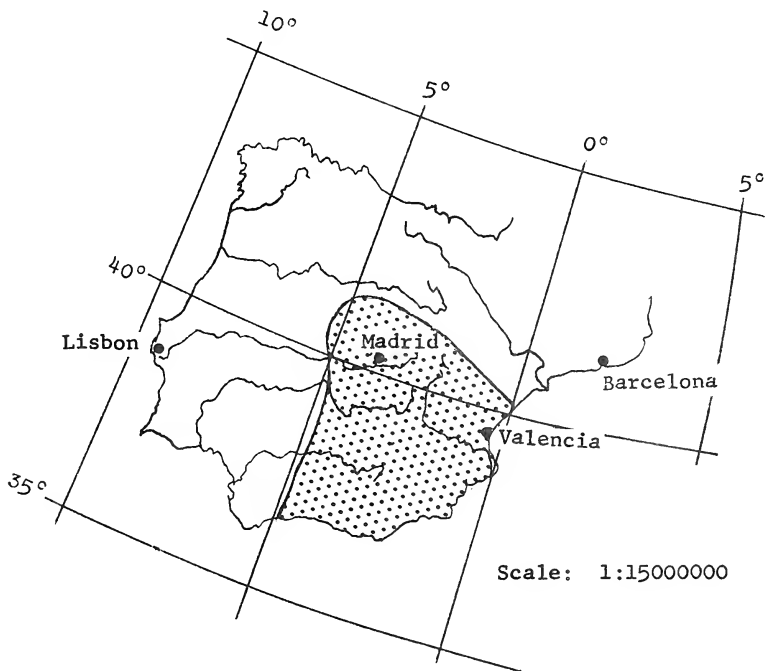 10°
5°
0°
5°
40°
Lisbon
Madrid
Barcelona
Valencia
35°
Scale: 1:15000000